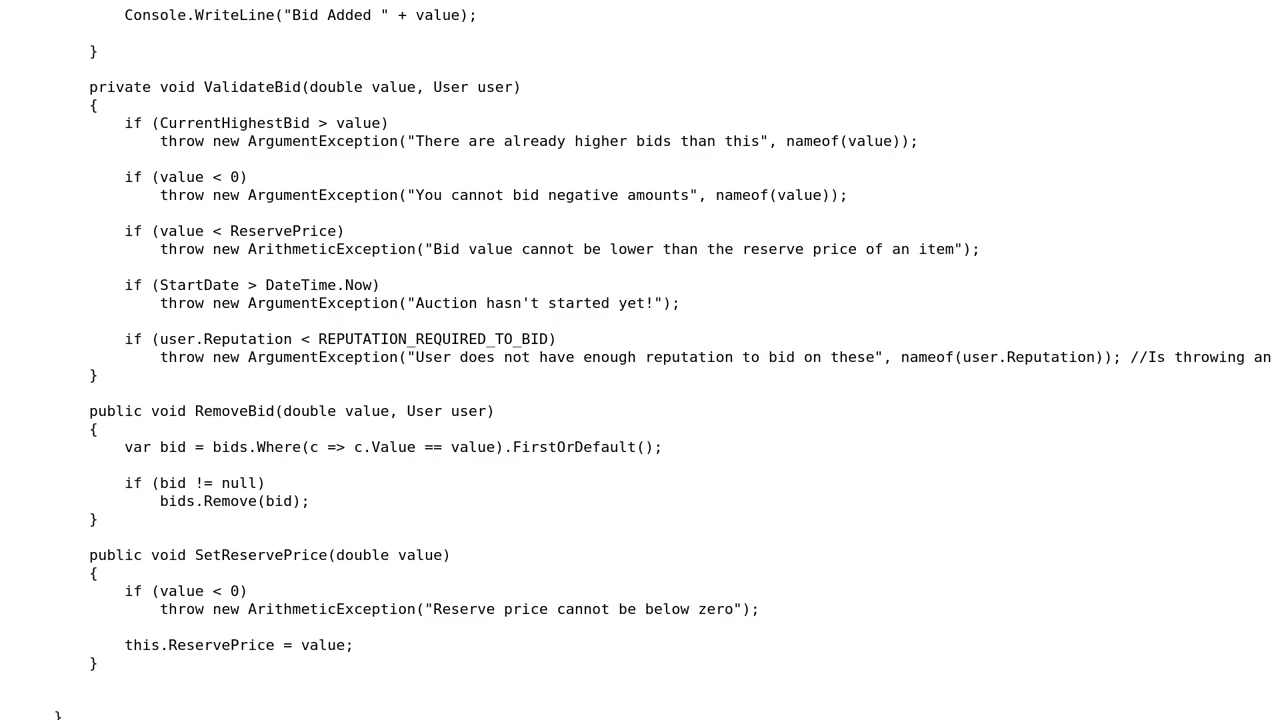 Console.WriteLine("Bid Added " + value);
}
private void ValidateBid(double value, User user)
{
if (CurrentHighestBid > value)
throw new ArgumentException("There are already higher bids than this", nameof(value));
if (value < 0)
throw new ArgumentException("You cannot bid negative amounts", nameof(value));
if (value < ReservePrice)
throw new ArithmeticException("Bid value cannot be lower than the reserve price of an item");
if (StartDate > DateTime.Now)
throw new ArgumentException("Auction hasn't started yet!");
if (user.Reputation < REPUTATION_REQUIRED_TO_BID)
throw new ArgumentException("User does not have enough reputation to bid on these", nameof(user.Reputation)); //Is throwing an
}
public void RemoveBid(double value, User user)
{
var bid = bids.Where(c => c.Value == value).FirstOrDefault();
if (bid != null)
bids.Remove(bid);
}
public void SetReservePrice(double value)
{
if (value < 0)
throw new ArithmeticException("Reserve price cannot be below zero");
this.ReservePrice = value;
}
}